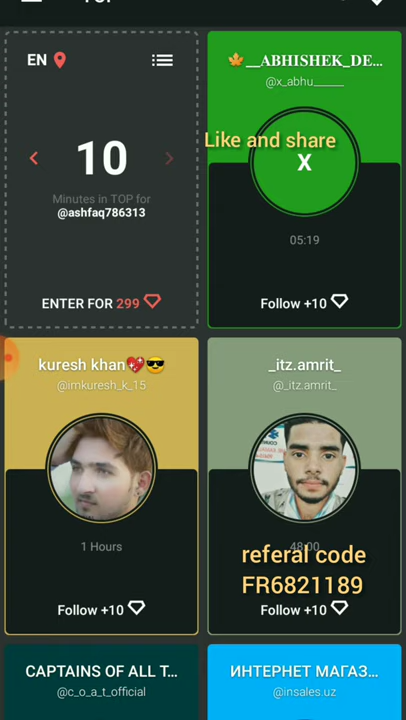 EN
10
Minutes in TOP for
@ashfaq786313
ENTER FOR 299
🍁__ABHISHEK_DE...
@x_abhu_____
Like and share
X
05:19
Follow +10
kuresh khan💖😎
@imkuresh_k_15
1 Hours
Follow +10
_itz.amrit_
@_itz.amrit_
48:00
referal code
FR6821189
Follow +10
CAPTAINS OF ALL T...
@c_o_a_t_official
ИНТЕРНЕТ МАГАЗ...
@insales.uz